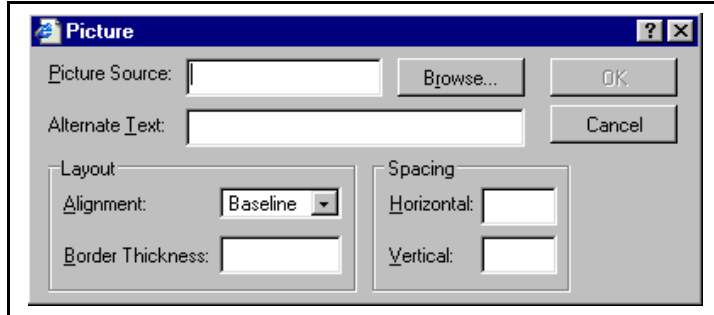 Picture
Picture Source: Browse... OK
Alternate Text: Cancel
Layout Spacing
Alignment: Baseline Horizontal:
Border Thickness: Vertical: